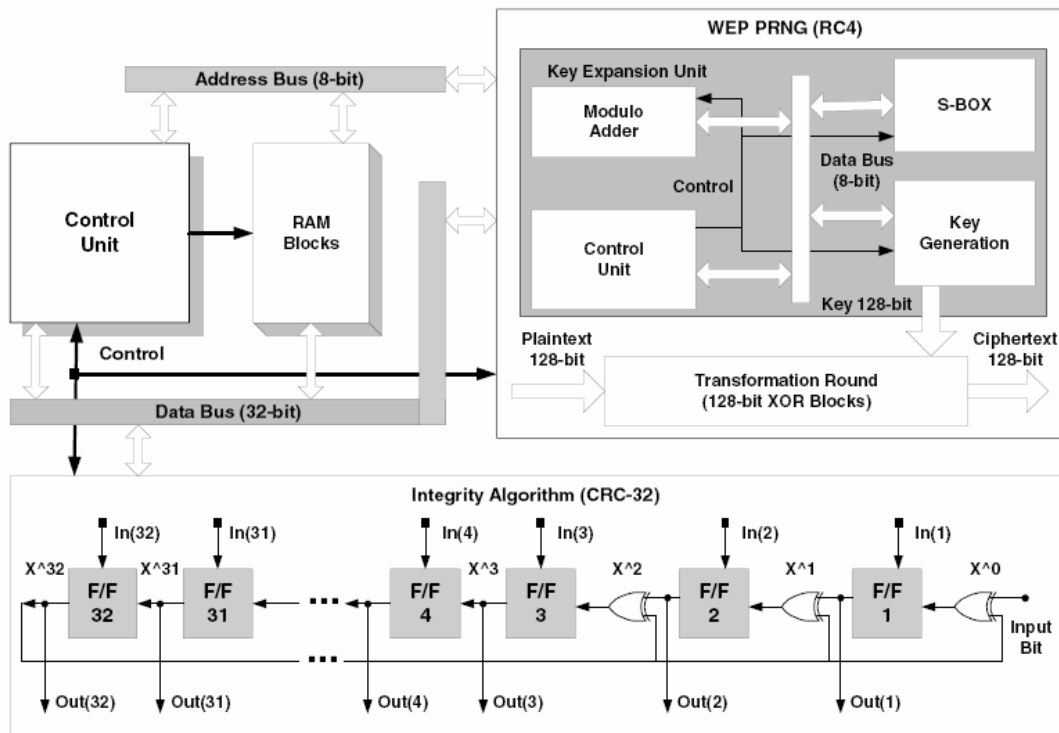 WEP PRNG (RC4)
Address Bus (8-bit)
Key Expansion Unit
Modulo
Adder
S-BOX
Data Bus
(8-bit)
Control
Control
Unit
RAM
Blocks
Control
Unit
Key
Generation
Key 128-bit
Control
Plaintext
128-bit
Ciphertext
128-bit
Transformation Round
(128-bit XOR Blocks)
Data Bus (32-bit)
Integrity Algorithm (CRC-32)
In(32)
In(31)
In(4)
In(3)
In(2)
In(1)
X^32
X^31
X^3
X^2
X^1
X^0
F/F
32
F/F
31
F/F
4
F/F
3
F/F
2
F/F
1
Input
Bit
Out(32)
Out(31)
Out(4)
Out(3)
Out(2)
Out(1)